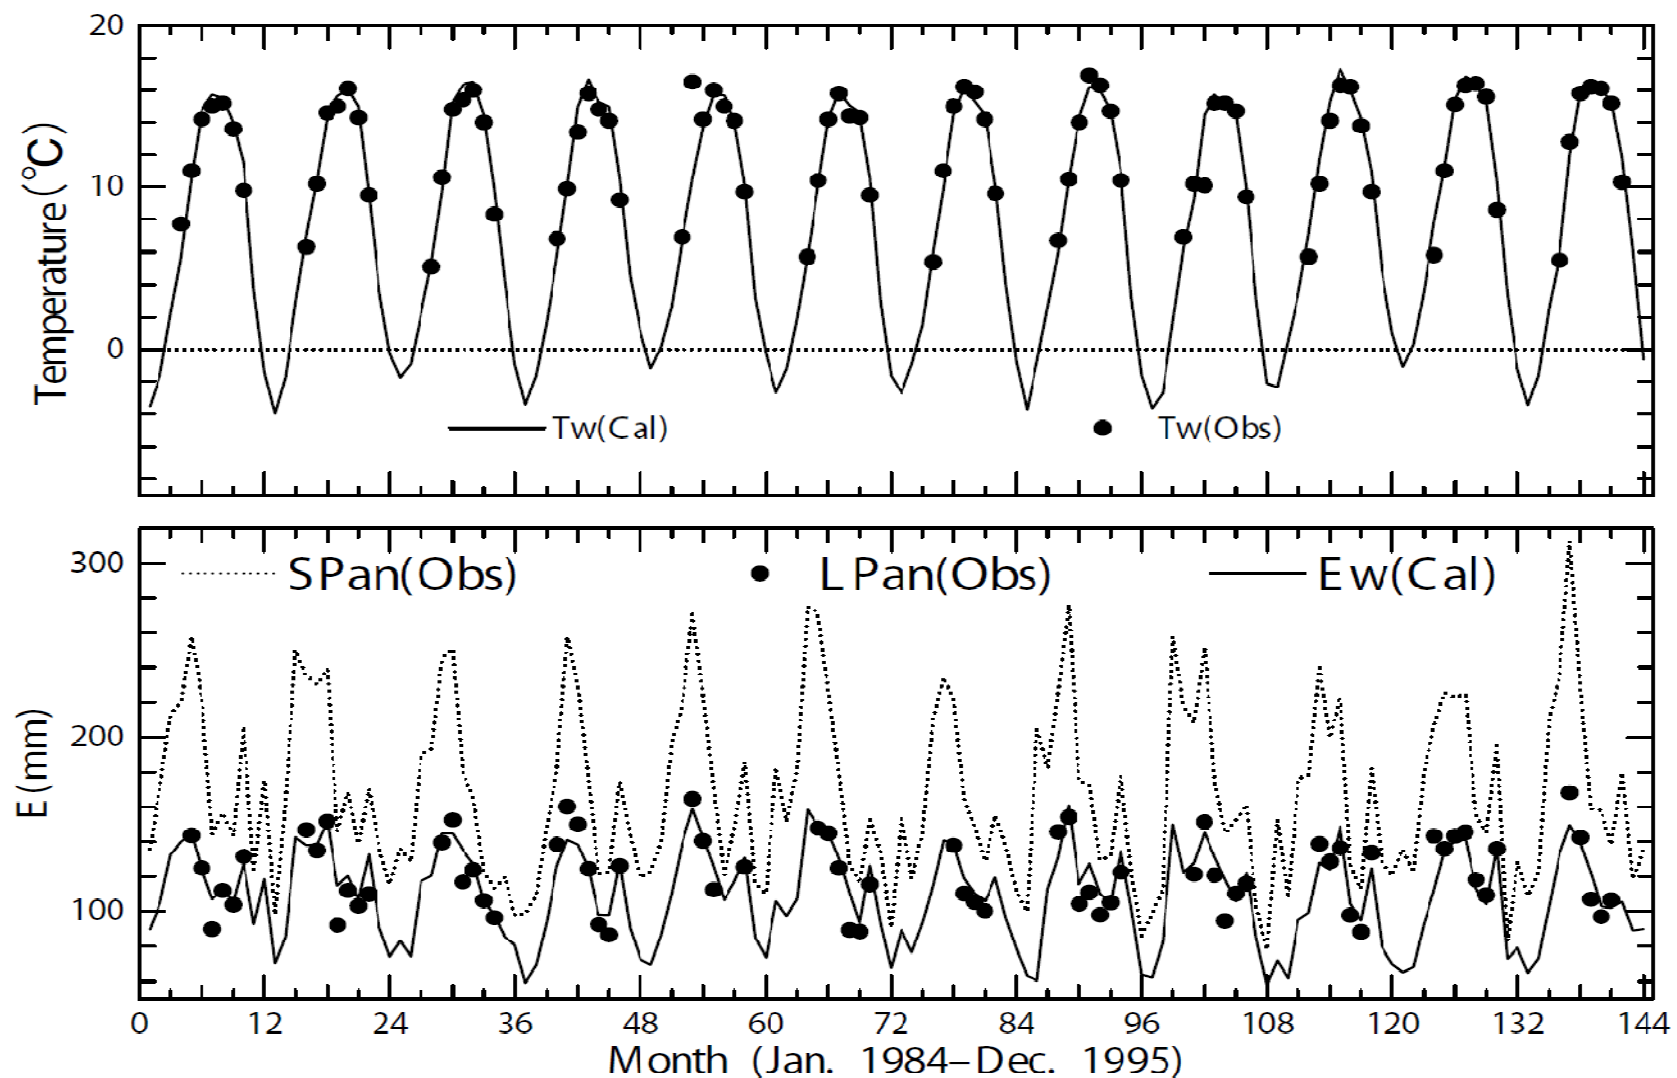 20
10
0
Temperature(℃)
Tw(Cal)
Tw(Obs)
300
200
100
E (mm)
SPan(Obs)
LPan(Obs)
Ew(Cal)
0 12 24 36 48 60 72 84 96 108 120 132 144
Month (Jan. 1984–Dec. 1995)